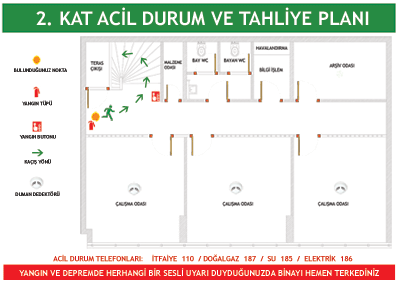 2. KAT ACİL DURUM VE TAHLİYE PLANI
BULUNDUĞUNUZ NOKTA
YANGIN TÜPÜ
YANGIN BUTONU
KAÇIŞ YÖNÜ
DUMAN DEDEKTÖRÜ
TERAS
ÇIKIŞI
MALZEME
ODASI
BAY WC
BAYAN WC
HAVALANDIRMA
BİLGİ İŞLEM
ARŞİV ODASI
ÇALIŞMA ODASI
ÇALIŞMA ODASI
ÇALIŞMA ODASI
ACİL DURUM TELEFONLARI: İTFAİYE 110 / DOĞALGAZ 187 / SU 185 / ELEKTRİK 186
YANGIN VE DEPREMDE HERHANGİ BİR SESLİ UYARI DUYDUĞUNUZDA BİNAYI HEMEN TERKEDİNİZ